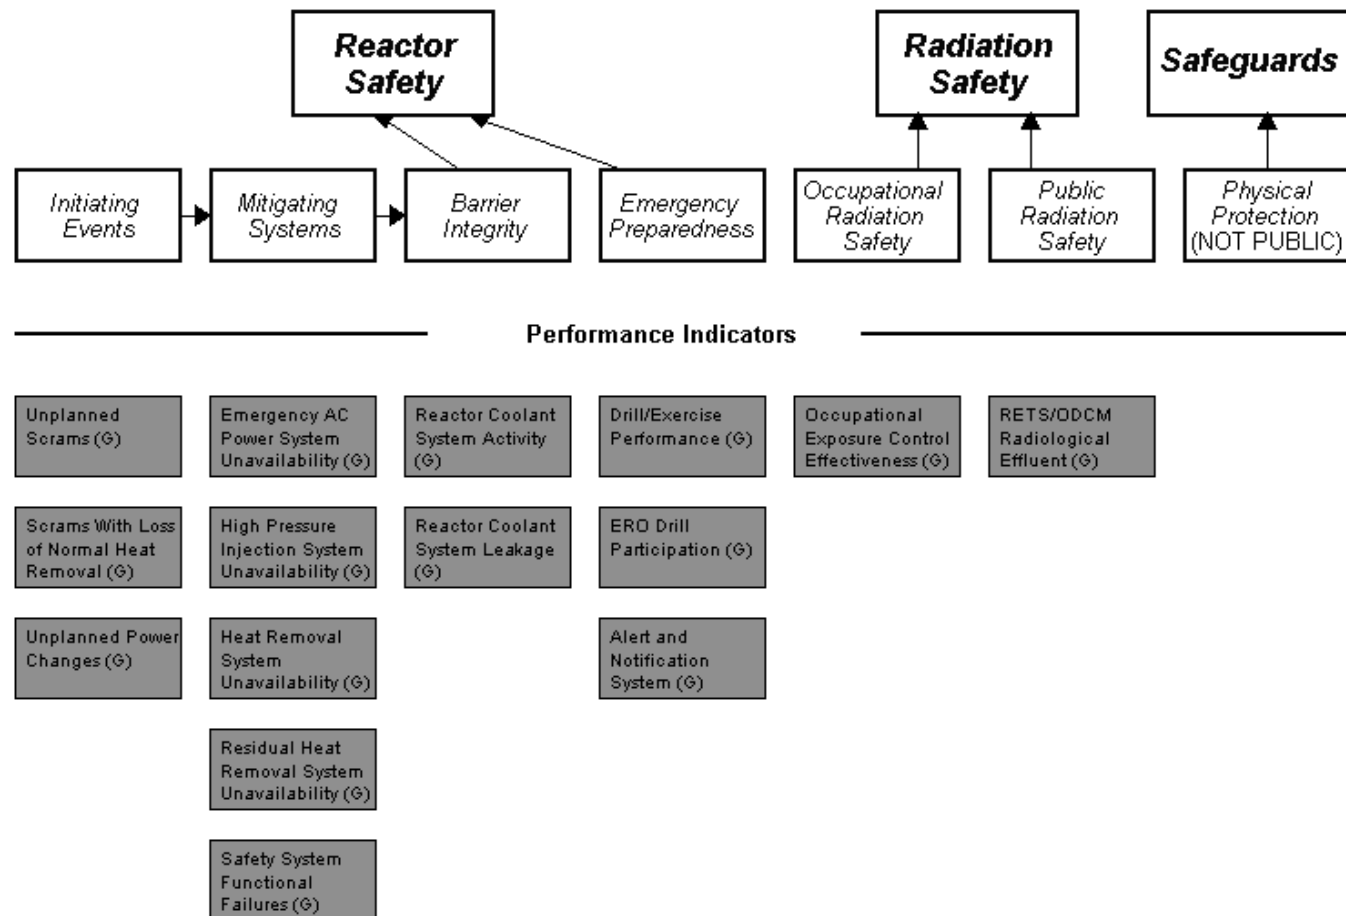 Reactor
Safety
Radiation
Safety
Safeguards
Initiating
Events
Mitigating
Systems
Barrier
Integrity
Emergency
Preparedness
Occupational
Radiation
Safety
Public
Radiation
Safety
Physical
Protection
(NOT PUBLIC)
Performance Indicators
Unplanned
Scrams (G)
Emergency AC
Power System
Unavailability (G)
Reactor Coolant
System Activity
(G)
Drill/Exercise
Performance (G)
Occupational
Exposure Control
Effectiveness (G)
RETS/ODCM
Radiological
Effluent (G)
Scrams With Loss
of Normal Heat
Removal (G)
High Pressure
Injection System
Unavailability (G)
Reactor Coolant
System Leakage
(G)
ERO Drill
Participation (G)
Unplanned Power
Changes (G)
Heat Removal
System
Unavailability (G)
Alert and
Notification
System (G)
Residual Heat
Removal System
Unavailability (G)
Safety System
Functional
Failures (G)